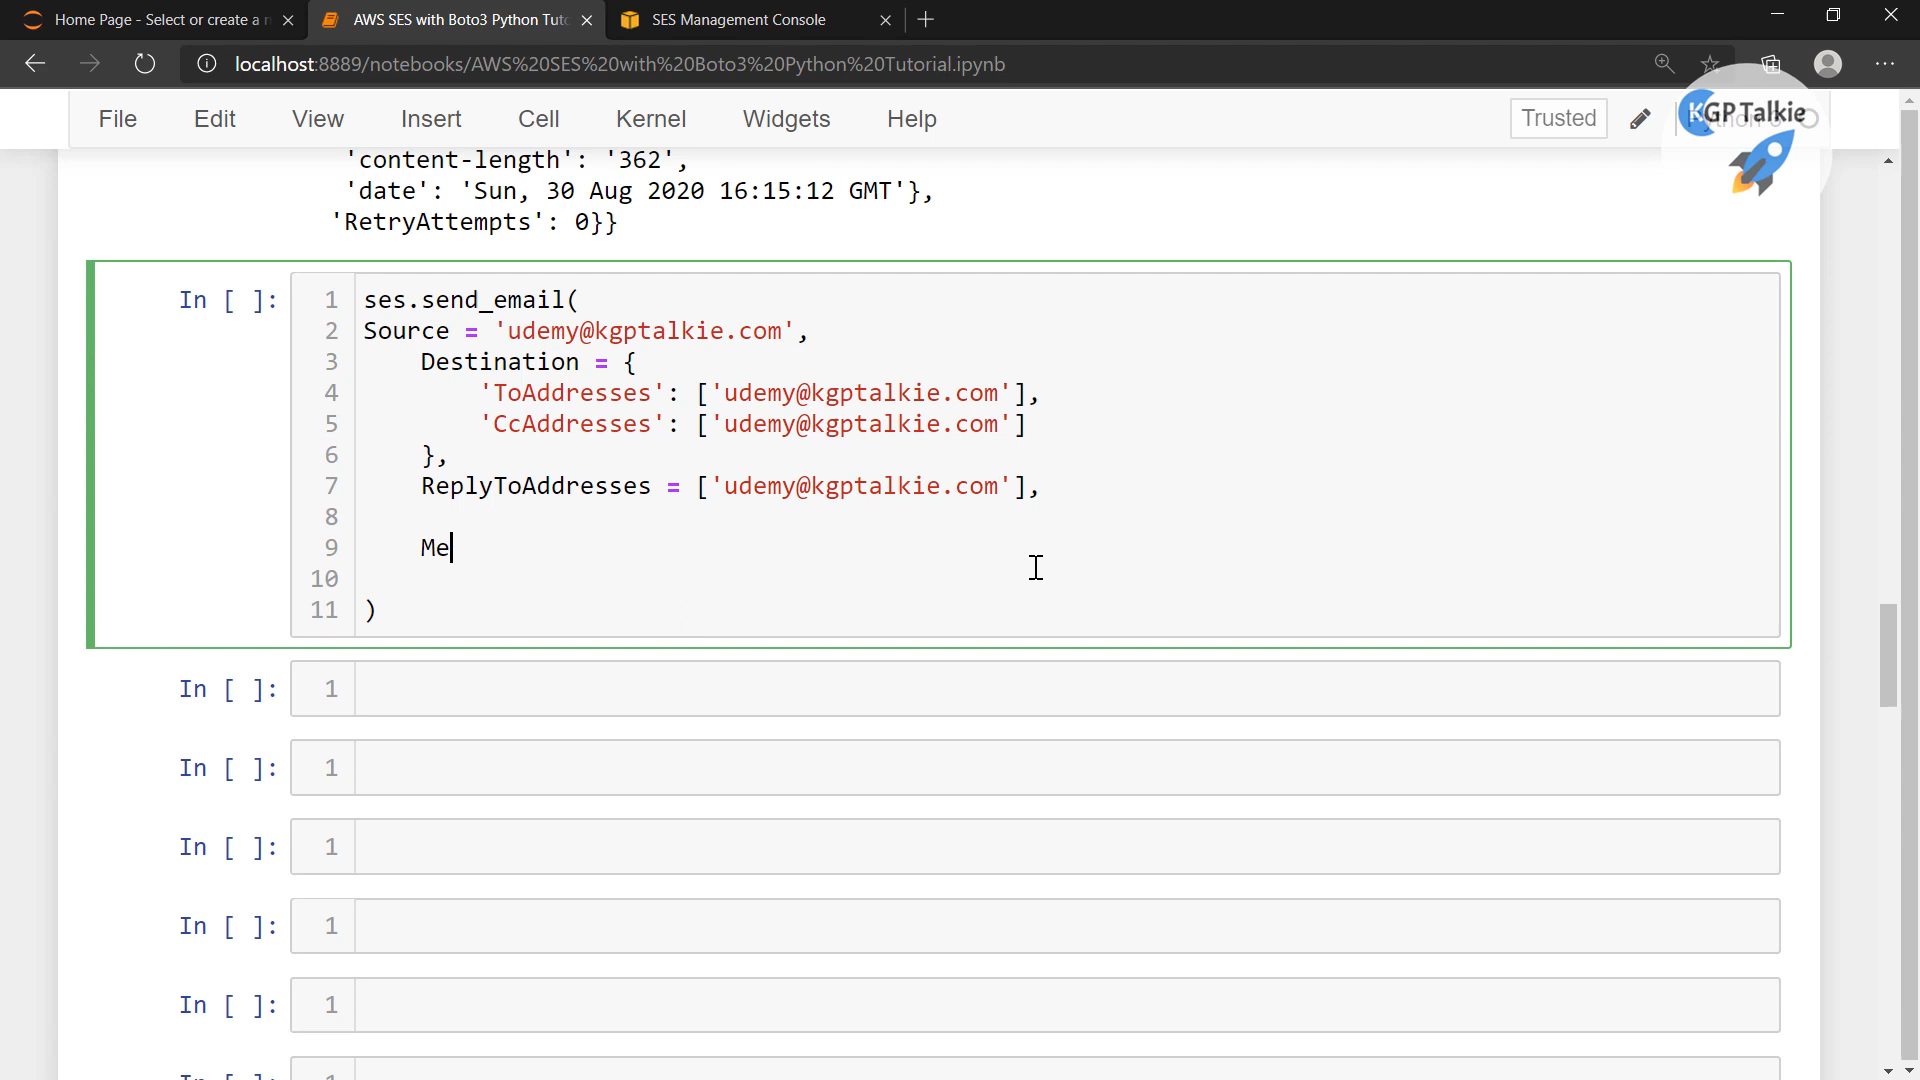 Home Page - Select or create a n
AWS SES with Boto3 Python Tuto
SES Management Console
localhost:8889/notebooks/AWS%20SES%20with%20Boto3%20Python%20Tutorial.ipynb
File Edit View Insert Cell Kernel Widgets Help Trusted
KGPTalkie
'content-length': '362',
'date': 'Sun, 30 Aug 2020 16:15:12 GMT'},
'RetryAttempts': 0}}
In [ ]: 1 ses.send_email(
2 Source = 'udemy@kgptalkie.com',
3 Destination = {
4 'ToAddresses': ['udemy@kgptalkie.com'],
5 'CcAddresses': ['udemy@kgptalkie.com']
6 },
7 ReplyToAddresses = ['udemy@kgptalkie.com'],
8
9 Me
10
11 )
In [ ]: 1
In [ ]: 1
In [ ]: 1
In [ ]: 1
In [ ]: 1